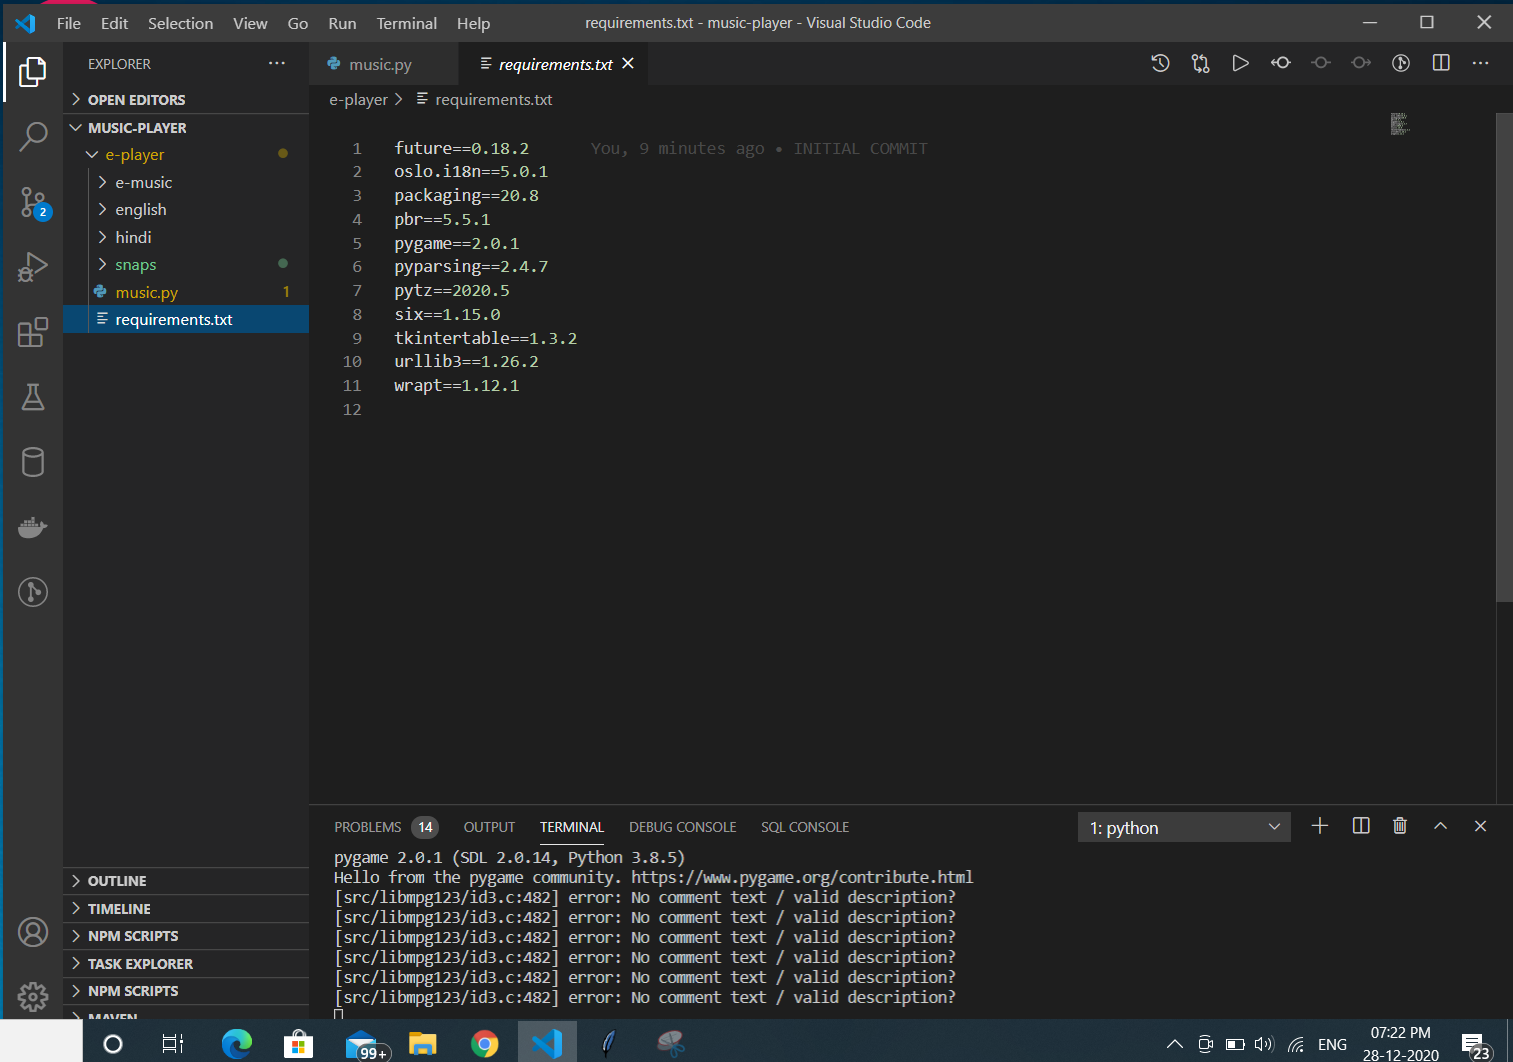 File Edit Selection View Go Run Terminal Help
requirements.txt - music-player - Visual Studio Code
EXPLORER
music.py
requirements.txt
OPEN EDITORS
MUSIC-PLAYER
e-player
e-music
english
hindi
snaps
music.py 1
requirements.txt
2
e-player > requirements.txt
1 future==0.18.2 You, 9 minutes ago • INITIAL COMMIT
2 oslo.i18n==5.0.1
3 packaging==20.8
4 pbr==5.5.1
5 pygame==2.0.1
6 pyparsing==2.4.7
7 pytz==2020.5
8 six==1.15.0
9 tkintertable==1.3.2
10 urllib3==1.26.2
11 wrapt==1.12.1
12
OUTLINE
TIMELINE
NPM SCRIPTS
TASK EXPLORER
NPM SCRIPTS
MAVEN
PROBLEMS 14 OUTPUT TERMINAL DEBUG CONSOLE SQL CONSOLE
1: python
pygame 2.0.1 (SDL 2.0.14, Python 3.8.5)
Hello from the pygame community. https://www.pygame.org/contribute.html
[src/libmpg123/id3.c:482] error: No comment text / valid description?
[src/libmpg123/id3.c:482] error: No comment text / valid description?
[src/libmpg123/id3.c:482] error: No comment text / valid description?
[src/libmpg123/id3.c:482] error: No comment text / valid description?
[src/libmpg123/id3.c:482] error: No comment text / valid description?
[src/libmpg123/id3.c:482] error: No comment text / valid description?
99+
ENG
07:22 PM
28-12-2020
23